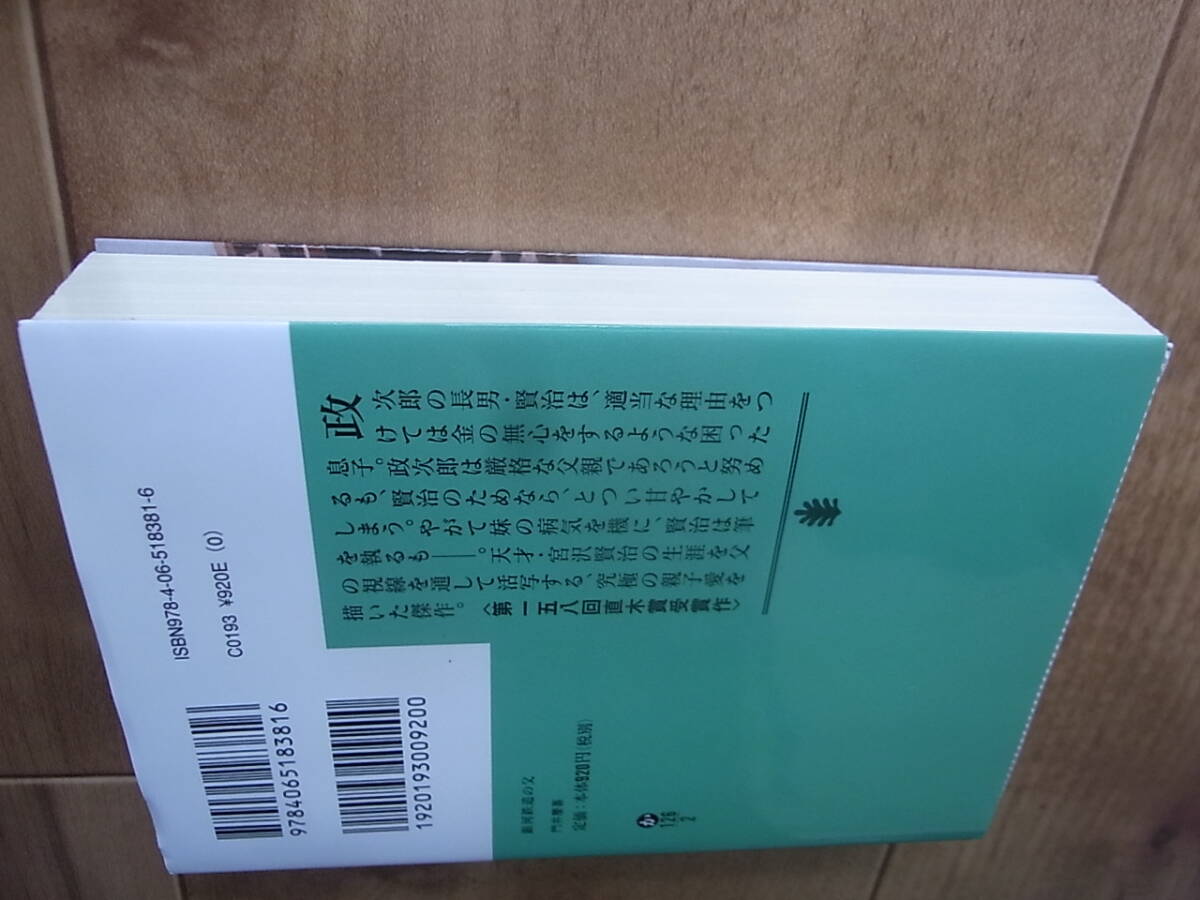 政次郎の長男・賢治は、適当な理由をつ
けては金の無心をするような困った
息子。政次郎は厳格な父親であろうと努め
るも、賢治のためなら、とつい甘やかして
しまう。やがて妹の病気を機に、賢治は筆
を執るも――。天才・宮沢賢治の生涯を父
の視線を通して活写する、究極の親子愛を
描いた傑作。〈第一五八回直木賞受賞作〉
ISBN978-4-06-518381-6
C0193 ¥920E (0)
9784065183816
1920193009200
銀河鉄道の父
門井慶喜
定価:本体920円(税別)
か
126
2